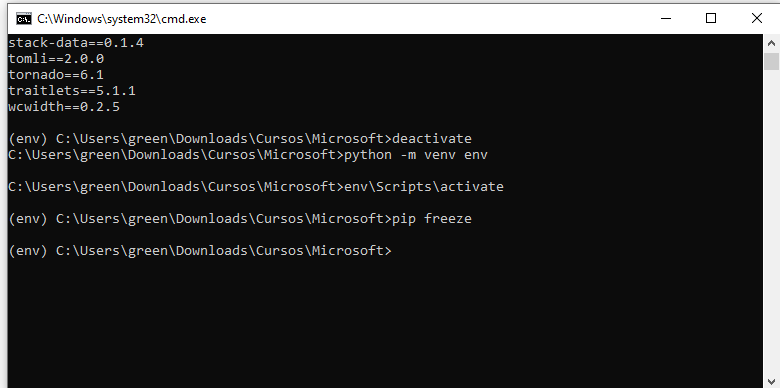 C:\Windows\system32\cmd.exe
stack-data==0.1.4
tomli==2.0.0
tornado==6.1
traitlets==5.1.1
wcwidth==0.2.5
(env) C:\Users\green\Downloads\Cursos\Microsoft>deactivate
C:\Users\green\Downloads\Cursos\Microsoft>python -m venv env
C:\Users\green\Downloads\Cursos\Microsoft>env\Scripts\activate
(env) C:\Users\green\Downloads\Cursos\Microsoft>pip freeze
(env) C:\Users\green\Downloads\Cursos\Microsoft>